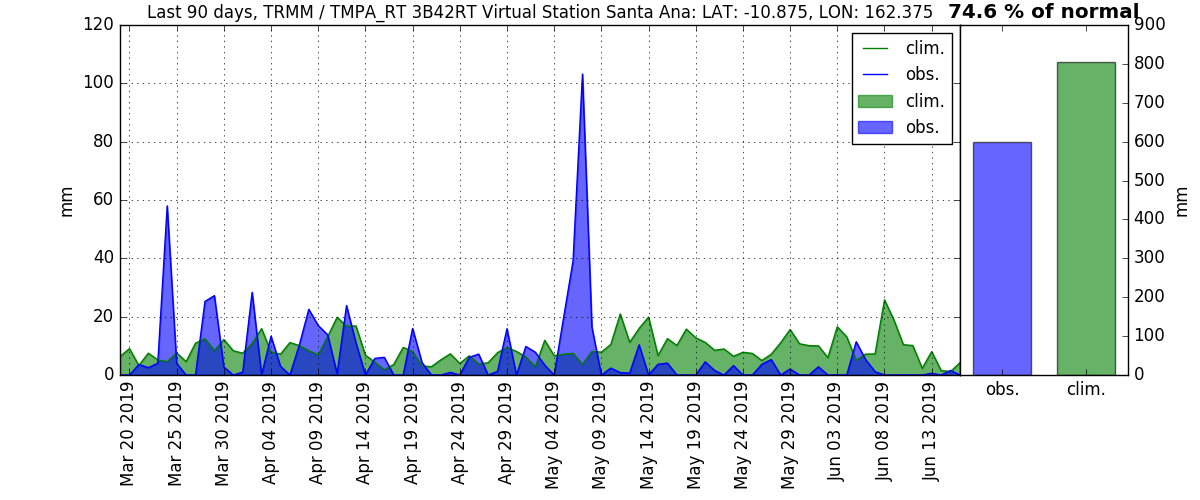 Last 90 days, TRMM / TMPA_RT 3B42RT Virtual Station Santa Ana: LAT: -10.875, LON: 162.375
74.6 % of normal
120
100
80
60
40
20
0
mm
clim.
obs.
clim.
obs.
Mar 20 2019
Mar 25 2019
Mar 30 2019
Apr 04 2019
Apr 09 2019
Apr 14 2019
Apr 19 2019
Apr 24 2019
Apr 29 2019
May 04 2019
May 09 2019
May 14 2019
May 19 2019
May 24 2019
May 29 2019
Jun 03 2019
Jun 08 2019
Jun 13 2019
900
800
700
600
500
400
300
200
100
0
mm
obs.
clim.